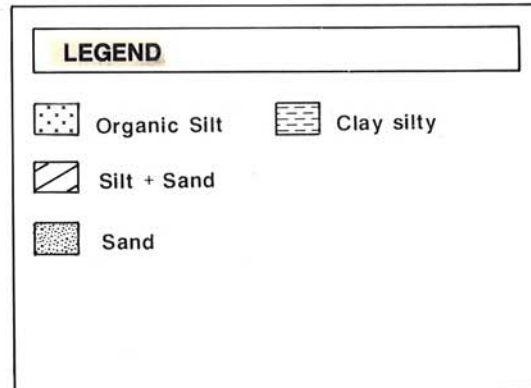 LEGEND
Organic Silt
Clay silty
Silt + Sand
Sand